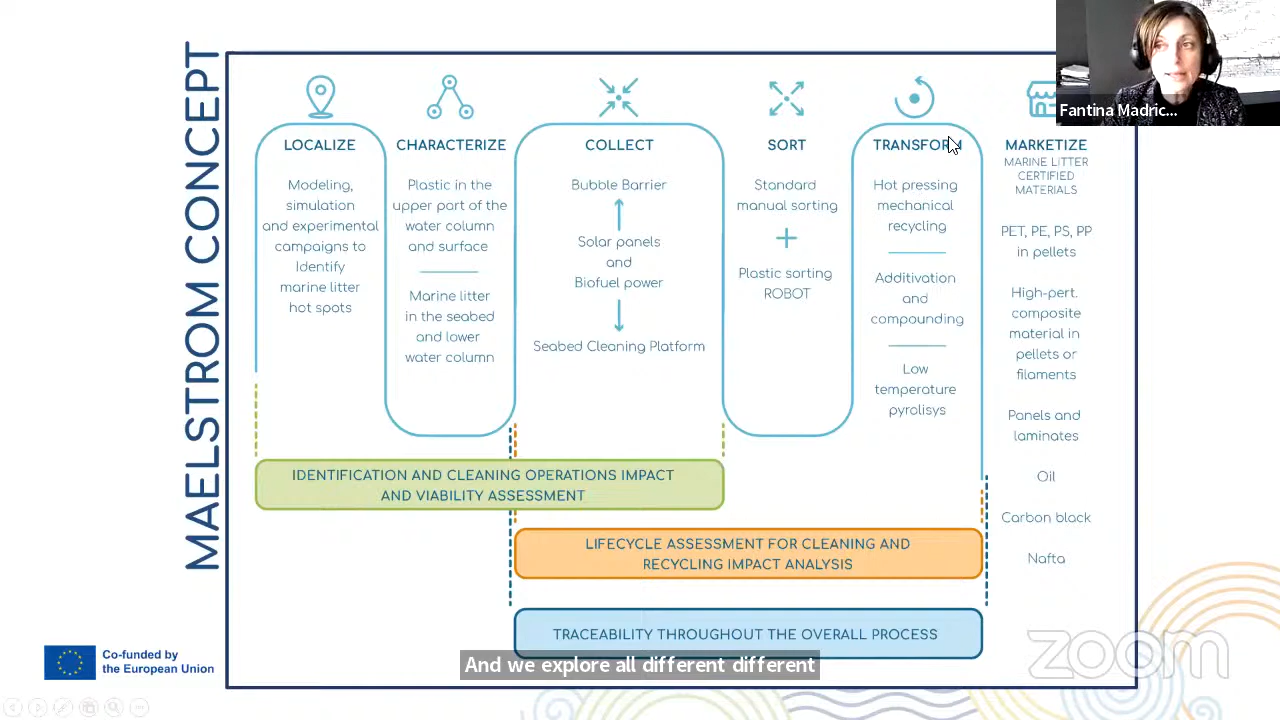 MAELSTROM CONCEPT
LOCALIZE
Modeling,
simulation
and experimental
campaigns to
Identify
marine litter
hot spots
CHARACTERIZE
Plastic in the
upper part of the
water column
and surface
Marine litter
in the seabed
and lower
water column
COLLECT
Bubble Barrier
Solar panels
and
Biofuel power
Seabed Cleaning Platform
SORT
Standard
manual sorting
+
Plastic sorting
ROBOT
TRANSFORM
Hot pressing
mechanical
recycling
Additivation
and
compounding
Low
temperature
pyrolisys
MARKETIZE
MARINE LITTER
CERTIFIED
MATERIALS
PET, PE, PS, PP
in pellets
High-pert.
composite
material in
pellets or
filaments
Panels and
laminates
Oil
Carbon black
Nafta
IDENTIFICATION AND CLEANING OPERATIONS IMPACT
AND VIABILITY ASSESSMENT
LIFECYCLE ASSESSMENT FOR CLEANING AND
RECYCLING IMPACT ANALYSIS
TRACEABILITY THROUGHOUT THE OVERALL PROCESS
And we explore all different different
Co-funded by
the European Union
Fantina Madric...
zoom